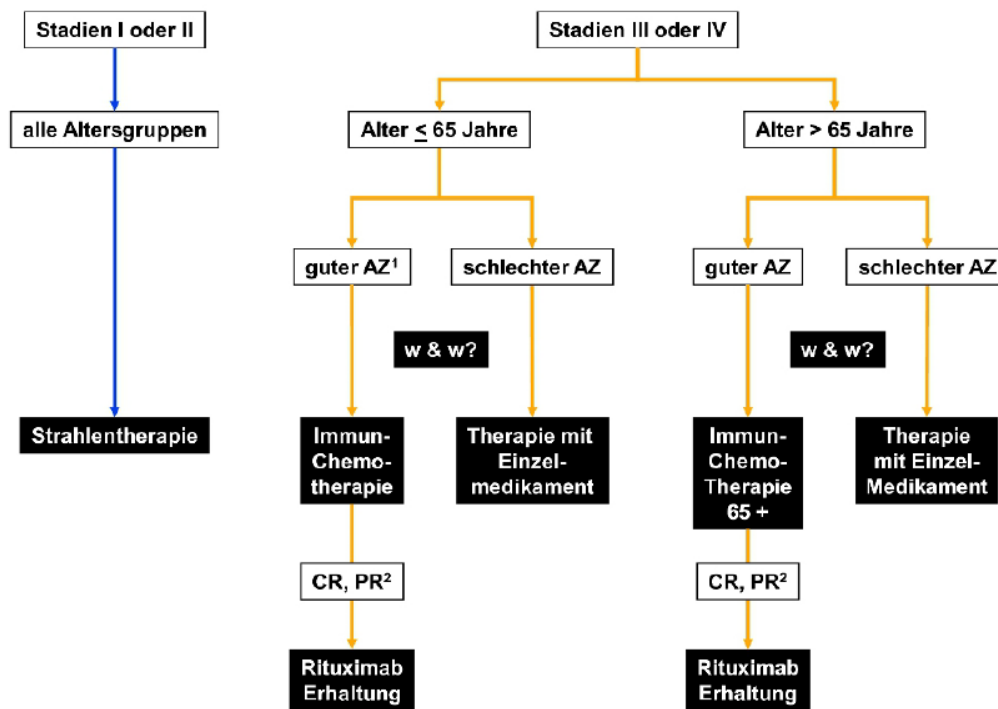 Stadien I oder II
Stadien III oder IV
alle Altersgruppen
Alter ≤ 65 Jahre
Alter > 65 Jahre
guter AZ¹
schlechter AZ
guter AZ
schlechter AZ
w & w?
w & w?
Strahlentherapie
Immun-
Chemo-
therapie
Therapie mit
Einzel-
medikament
Immun-
Chemo-
Therapie
65 +
Therapie
mit Einzel-
Medikament
CR, PR²
CR, PR²
Rituximab
Erhaltung
Rituximab
Erhaltung